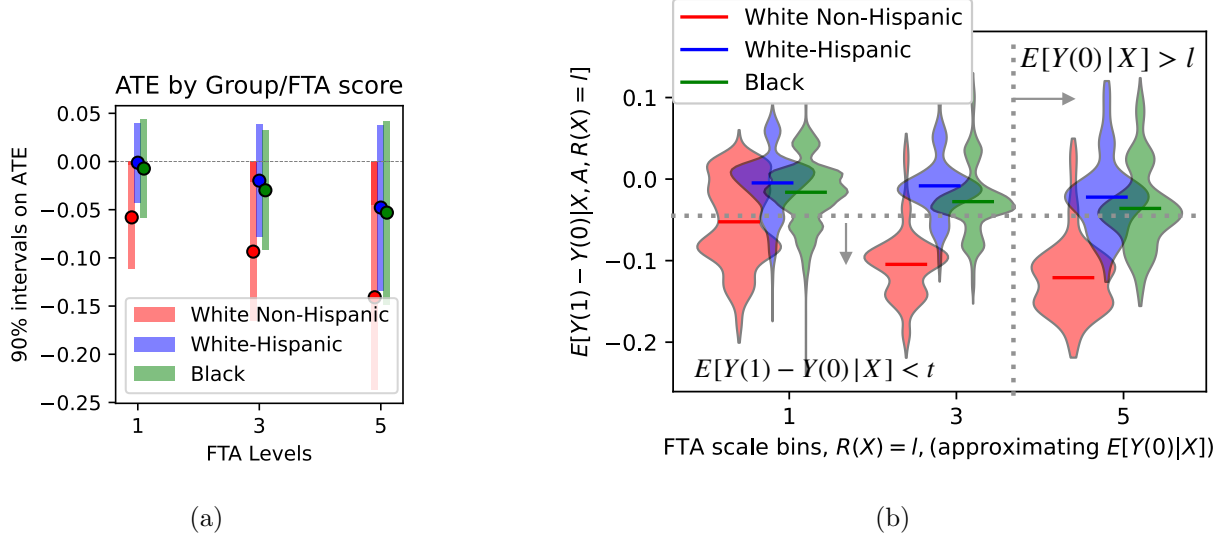 ATE by Group/FTA score
90% intervals on ATE
0.05
0.00
−0.05
−0.10
−0.15
−0.20
−0.25
White Non-Hispanic
White-Hispanic
Black
1 3 5
FTA Levels
(a)
White Non-Hispanic
White-Hispanic
Black
E[Y(0)|X] > l
E[Y(1) − Y(0)|X, A, R(X) = l]
0.1
0.0
−0.1
−0.2
E[Y(1) − Y(0)|X] < t
1 3 5
FTA scale bins, R(X) = l, (approximating E[Y(0)|X])
(b)